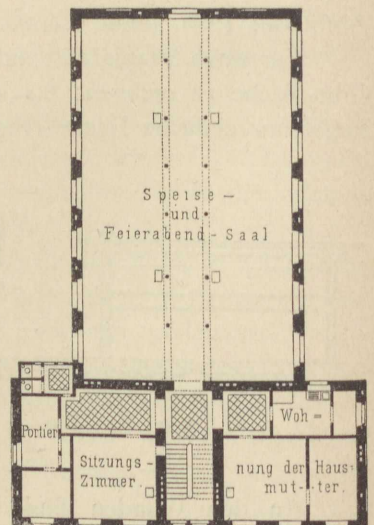 Speise-
und
Feierabend-Saal
Woh-
Portier
Sitzungs-
Zimmer.
nung der Haus-
mut-ter.